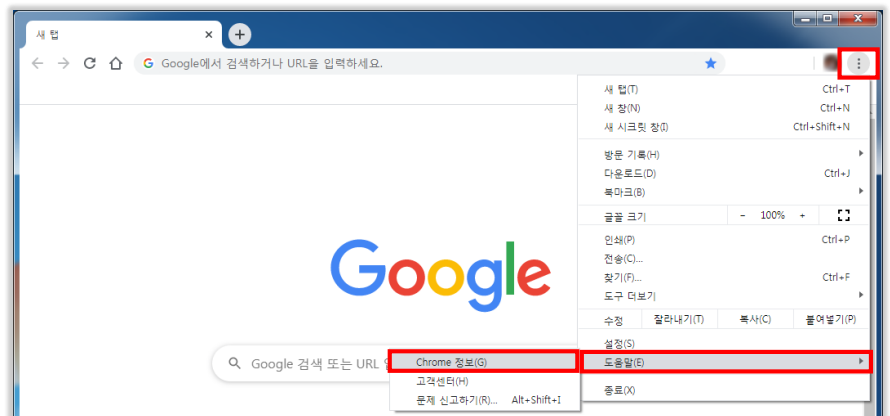 새 탭
Google에서 검색하거나 URL을 입력하세요.
새 탭(T) Ctrl+T
새 창(N) Ctrl+N
새 시크릿 창(I) Ctrl+Shift+N
방문 기록(H)
다운로드(D) Ctrl+J
북마크(B)
글꼴 크기 - 100% +
인쇄(P) Ctrl+P
전송(C)...
찾기(F)... Ctrl+F
도구 더보기
수정 잘라내기(T) 복사(C) 붙여넣기(P)
설정(S)
도움말(E)
종료(X)
Google
Google 검색 또는 URL
Chrome 정보(G)
고객센터(H)
문제 신고하기(R)... Alt+Shift+I